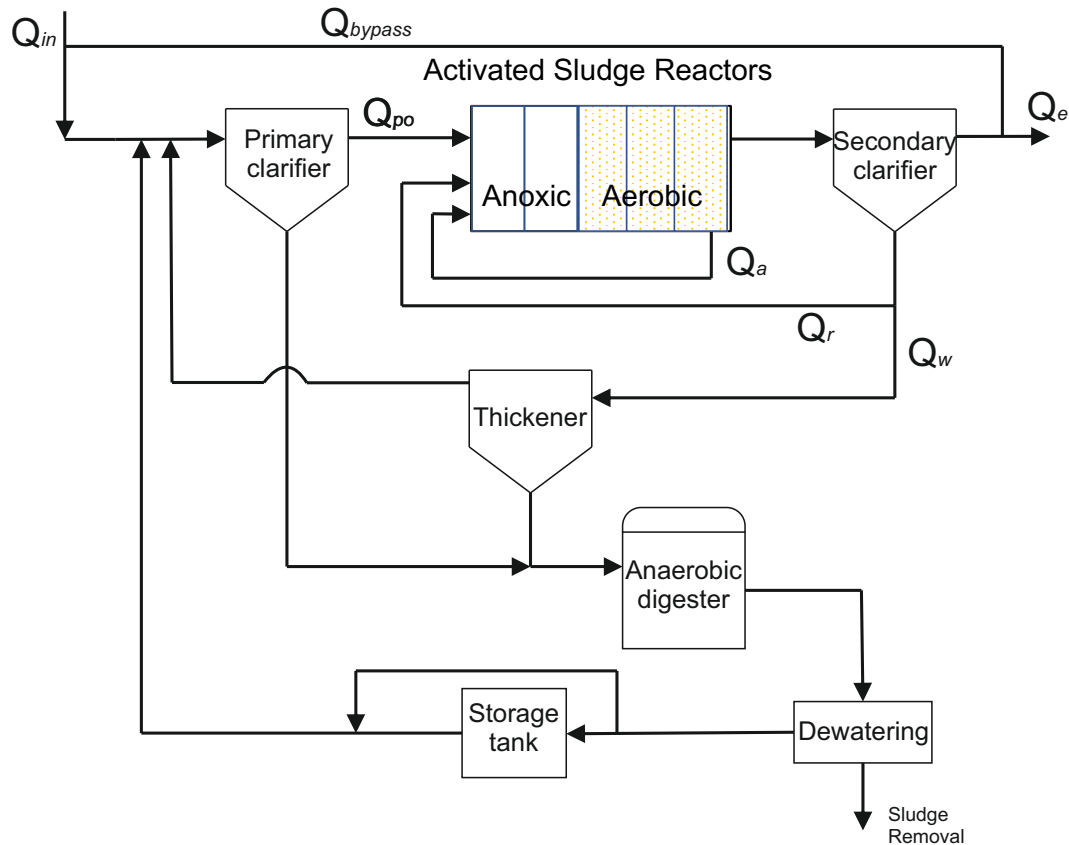 Qin
Qbypass
Activated Sludge Reactors
Qe
Qpo
Primary
clarifier
Secondary
clarifier
Anoxic
Aerobic
Qa
Qr
Qw
Thickener
Anaerobic
digester
Storage
tank
Dewatering
Sludge
Removal